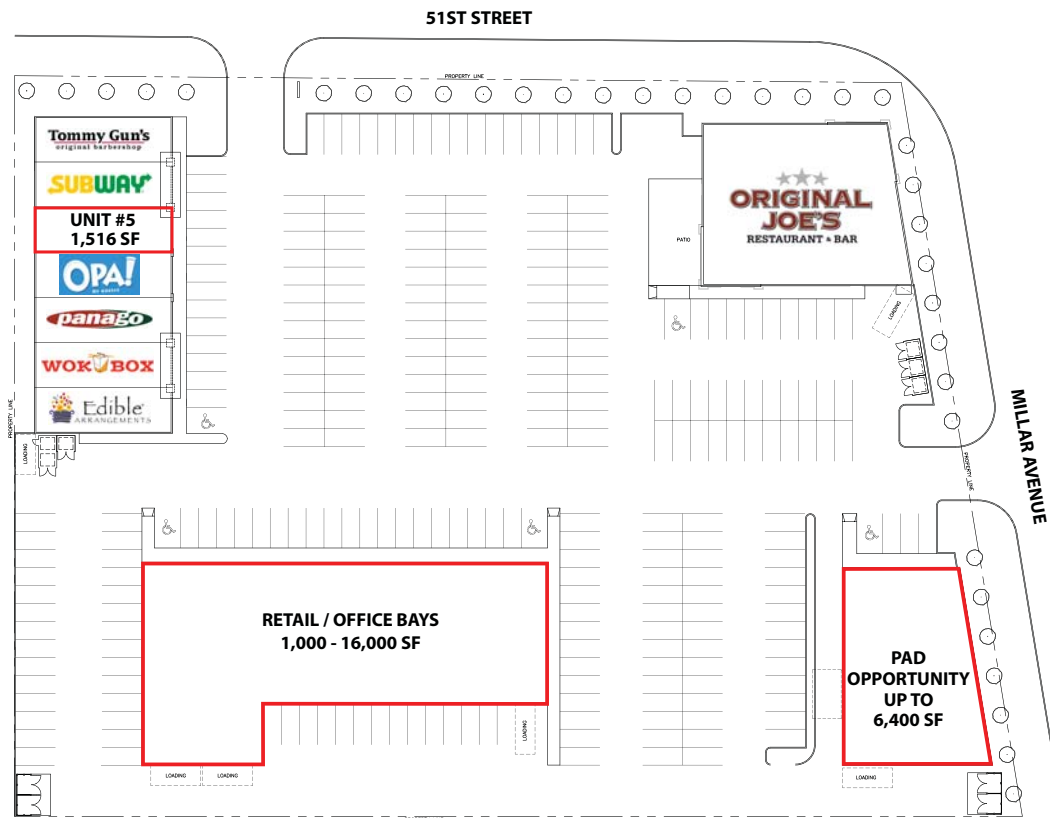 51ST STREET
PROPERTY LINE
Tommy Gun's
original barbershop
SUBWAY
UNIT #5
1,516 SF
OPA!
panago
WOK BOX
Edible
ARRANGEMENTS
PROPERTY LINE
LOADING
ORIGINAL
JOE'S
RESTAURANT & BAR
PATIO
LOADING
MILLAR AVENUE
PROPERTY LINE
RETAIL / OFFICE BAYS
1,000 - 16,000 SF
LOADING
LOADING
LOADING
PAD
OPPORTUNITY
UP TO
6,400 SF
LOADING